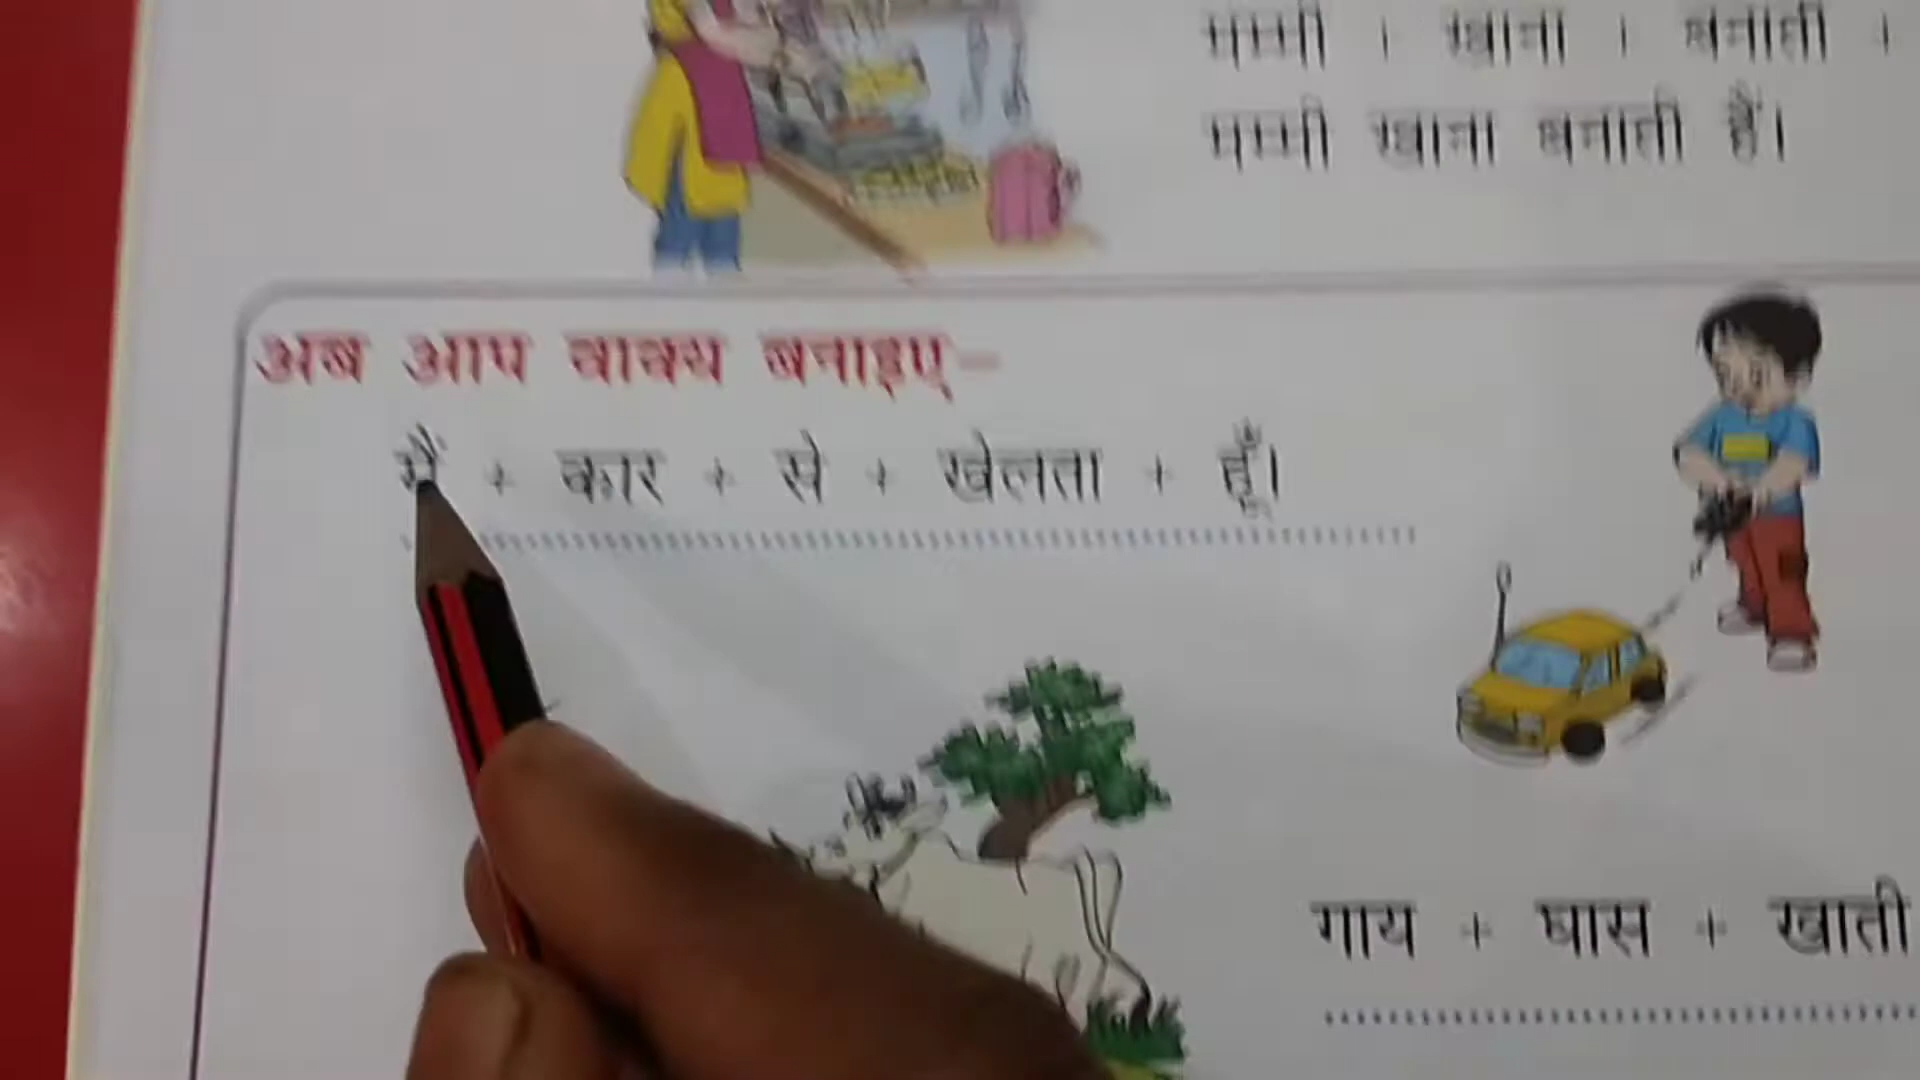 मम्मी + खाना + बनाती +
मम्मी खाना बनाती हैं।
अब आप वाक्य बनाइए–
मैं + कार + से + खेलता + हूँ।
गाय + घास + खाती